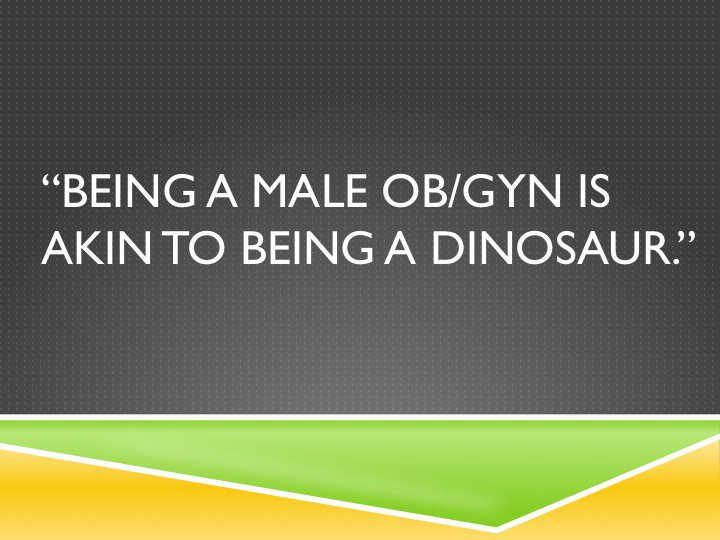 “BEING A MALE OB/GYN IS
AKIN TO BEING A DINOSAUR.”